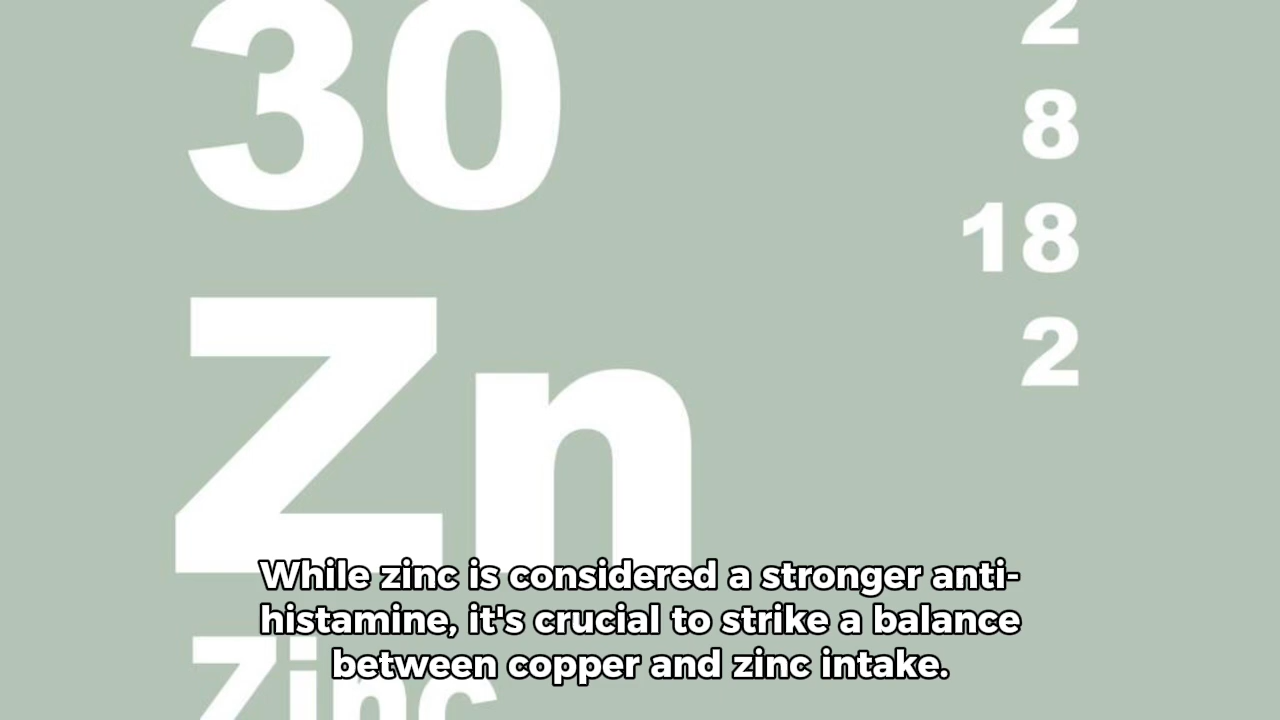 30
2
8
18
2
Zn
Zinc
While zinc is considered a stronger anti-
histamine, it's crucial to strike a balance
between copper and zinc intake.